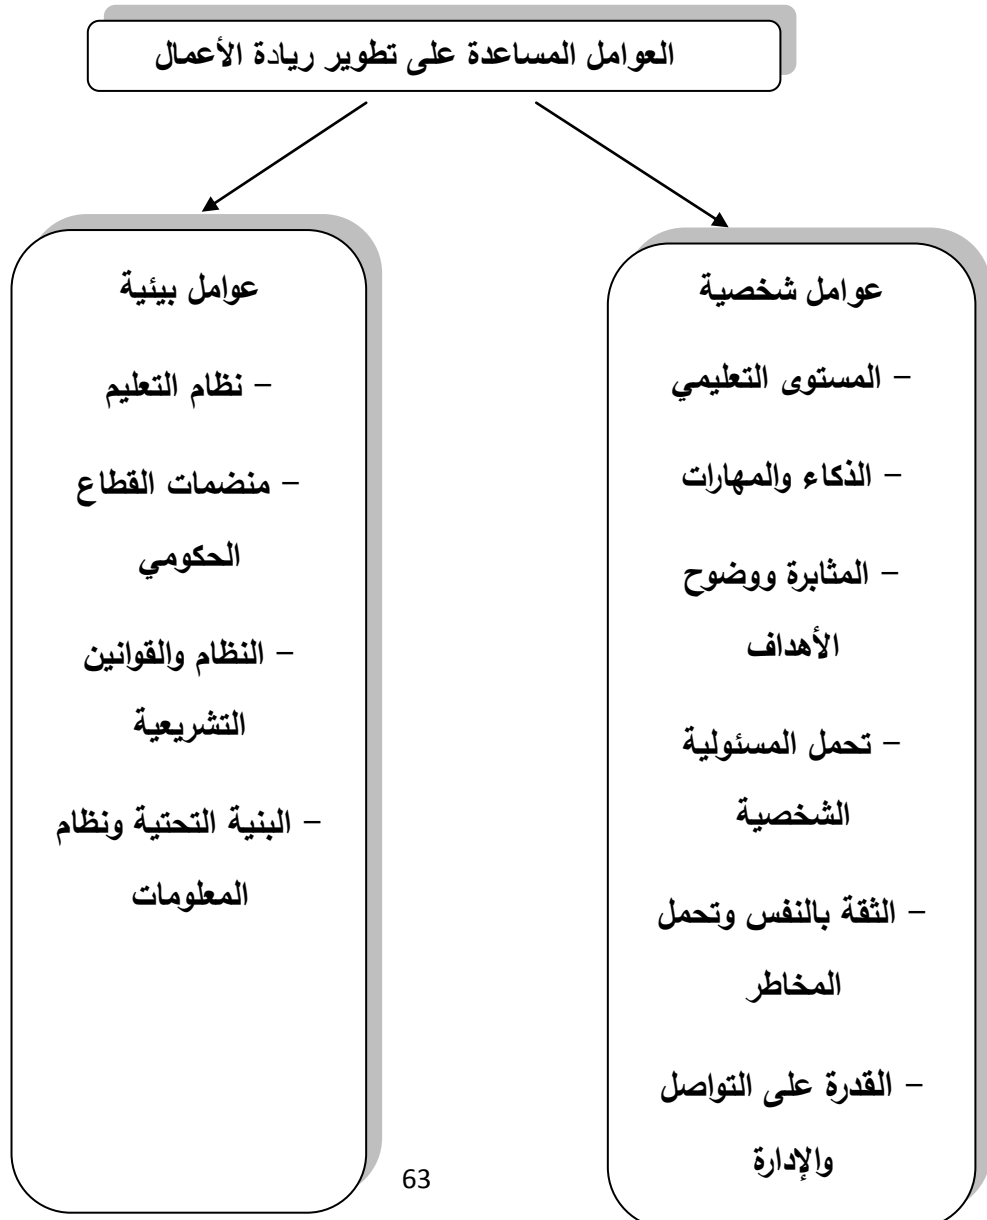 العوامل المساعدة على تطوير ريادة الأعمال
عوامل شخصية
– المستوى التعليمي
– الذكاء والمهارات
– المثابرة ووضوح
الأهداف
– تحمل المسئولية
الشخصية
– الثقة بالنفس وتحمل
المخاطر
– القدرة على التواصل
والإدارة
عوامل بيئية
– نظام التعليم
– منضمات القطاع
الحكومي
– النظام والقوانين
التشريعية
– البنية التحتية ونظام
المعلومات
63